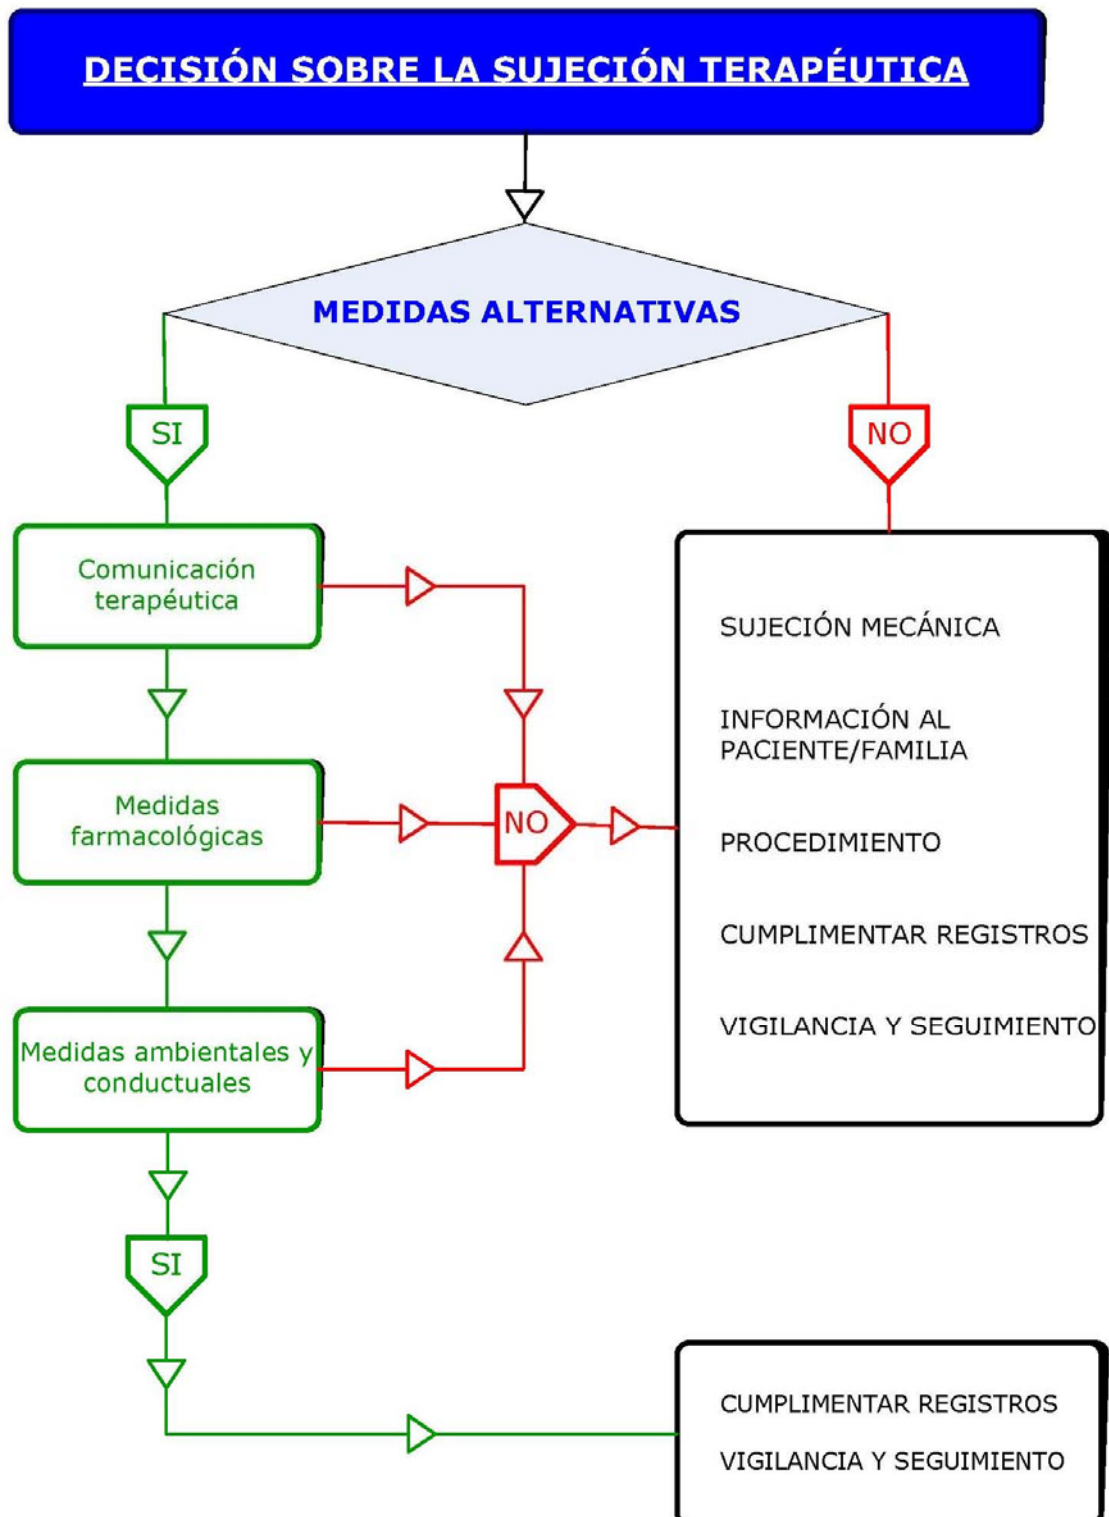 DECISIÓN SOBRE LA SUJECIÓN TERAPÉUTICA
MEDIDAS ALTERNATIVAS
SI
NO
Comunicación
terapéutica
Medidas
farmacológicas
Medidas ambientales y
conductuales
NO
SUJECIÓN MECÁNICA
INFORMACIÓN AL
PACIENTE/FAMILIA
PROCEDIMIENTO
CUMPLIMENTAR REGISTROS
VIGILANCIA Y SEGUIMIENTO
SI
CUMPLIMENTAR REGISTROS
VIGILANCIA Y SEGUIMIENTO